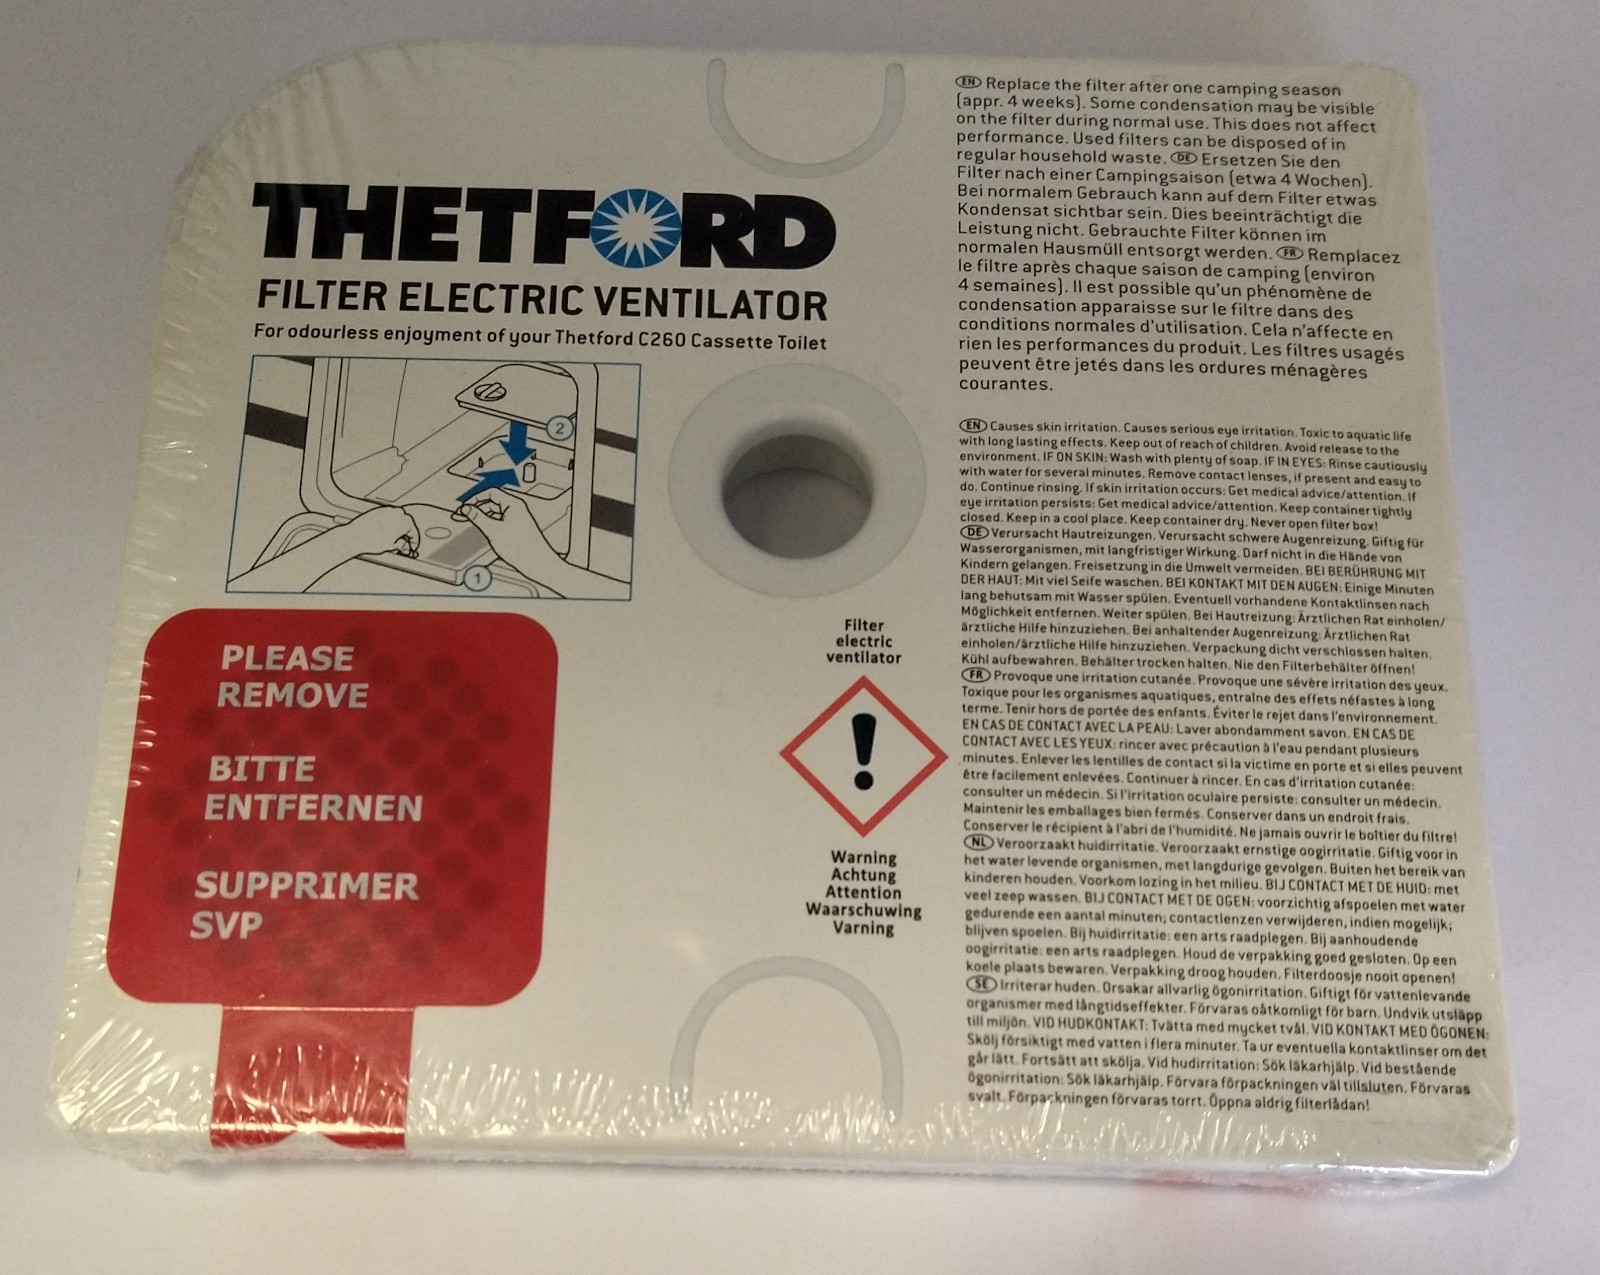 THETFORD
FILTER ELECTRIC VENTILATOR
For odourless enjoyment of your Thetford C260 Cassette Toilet
2
1
PLEASE
REMOVE
BITTE
ENTFERNEN
SUPPRIMER
SVP
Filter
electric
ventilator
Warning
Achtung
Attention
Waarschuwing
Varning
EN Replace the filter after one camping season
(appr. 4 weeks). Some condensation may be visible
on the filter during normal use. This does not affect
performance. Used filters can be disposed of in
regular household waste. DE Ersetzen Sie den
Filter nach einer Campingsaison (etwa 4 Wochen).
Bei normalem Gebrauch kann auf dem Filter etwas
Kondensat sichtbar sein. Dies beeinträchtigt die
Leistung nicht. Gebrauchte Filter können im
normalen Hausmüll entsorgt werden. FR Remplacez
le filtre après chaque saison de camping (environ
4 semaines). Il est possible qu'un phénomène de
condensation apparaisse sur le filtre dans des
conditions normales d'utilisation. Cela n'affecte en
rien les performances du produit. Les filtres usagés
peuvent être jetés dans les ordures ménagères
courantes.
EN Causes skin irritation. Causes serious eye irritation. Toxic to aquatic life
with long lasting effects. Keep out of reach of children. Avoid release to the
environment. IF ON SKIN: Wash with plenty of soap. IF IN EYES: Rinse cautiously
with water for several minutes. Remove contact lenses, if present and easy to
do. Continue rinsing. If skin irritation occurs: Get medical advice/attention. If
eye irritation persists: Get medical advice/attention. Keep container tightly
closed. Keep in a cool place. Keep container dry. Never open filter box!
DE Verursacht Hautreizungen. Verursacht schwere Augenreizung. Giftig für
Wasserorganismen, mit langfristiger Wirkung. Darf nicht in die Hände von
Kindern gelangen. Freisetzung in die Umwelt vermeiden. BEI BERÜHRUNG MIT
DER HAUT: Mit viel Seife waschen. BEI KONTAKT MIT DEN AUGEN: Einige Minuten
lang behutsam mit Wasser spülen. Eventuell vorhandene Kontaktlinsen nach
Möglichkeit entfernen. Weiter spülen. Bei Hautreizung: Ärztlichen Rat einholen/
ärztliche Hilfe hinzuziehen. Bei anhaltender Augenreizung: Ärztlichen Rat
einholen/ärztliche Hilfe hinzuziehen. Verpackung dicht verschlossen halten.
Kühl aufbewahren. Behälter trocken halten. Nie den Filterbehälter öffnen!
FR Provoque une irritation cutanée. Provoque une sévère irritation des yeux.
Toxique pour les organismes aquatiques, entraîne des effets néfastes à long
terme. Tenir hors de portée des enfants. Éviter le rejet dans l'environnement.
EN CAS DE CONTACT AVEC LA PEAU: Laver abondamment savon. EN CAS DE
CONTACT AVEC LES YEUX: rincer avec précaution à l'eau pendant plusieurs
minutes. Enlever les lentilles de contact si la victime en porte et si elles peuvent
être facilement enlevées. Continuer à rincer. En cas d'irritation cutanée:
consulter un médecin. Si l'irritation oculaire persiste: consulter un médecin.
Maintenir les emballages bien fermés. Conserver dans un endroit frais.
Conserver le récipient à l'abri de l'humidité. Ne jamais ouvrir le boîtier du filtre!
NL Veroorzaakt huidirritatie. Veroorzaakt ernstige oogirritatie. Giftig voor in
het water levende organismen, met langdurige gevolgen. Buiten het bereik van
kinderen houden. Voorkom lozing in het milieu. BIJ CONTACT MET DE HUID: met
veel zeep wassen. BIJ CONTACT MET DE OGEN: voorzichtig afspoelen met water
gedurende een aantal minuten; contactlenzen verwijderen, indien mogelijk;
blijven spoelen. Bij huidirritatie: een arts raadplegen. Bij aanhoudende
oogirritatie: een arts raadplegen. Houd de verpakking goed gesloten. Op een
koele plaats bewaren. Verpakking droog houden. Filterdoosje nooit openen!
SE Irriterar huden. Orsakar allvarlig ögonirritation. Giftigt för vattenlevande
organismer med långtidseffekter. Förvaras oåtkomligt för barn. Undvik utsläpp
till miljön. VID HUDKONTAKT: Tvätta med mycket tvål. VID KONTAKT MED ÖGONEN:
Skölj försiktigt med vatten i flera minuter. Ta ur eventuella kontaktlinser om det
går lätt. Fortsätt att skölja. Vid hudirritation: Sök läkarhjälp. Vid bestående
ögonirritation: Sök läkarhjälp. Förvara förpackningen väl tillsluten. Förvaras
svalt. Förpackningen förvaras torrt. Öppna aldrig filterlådan!